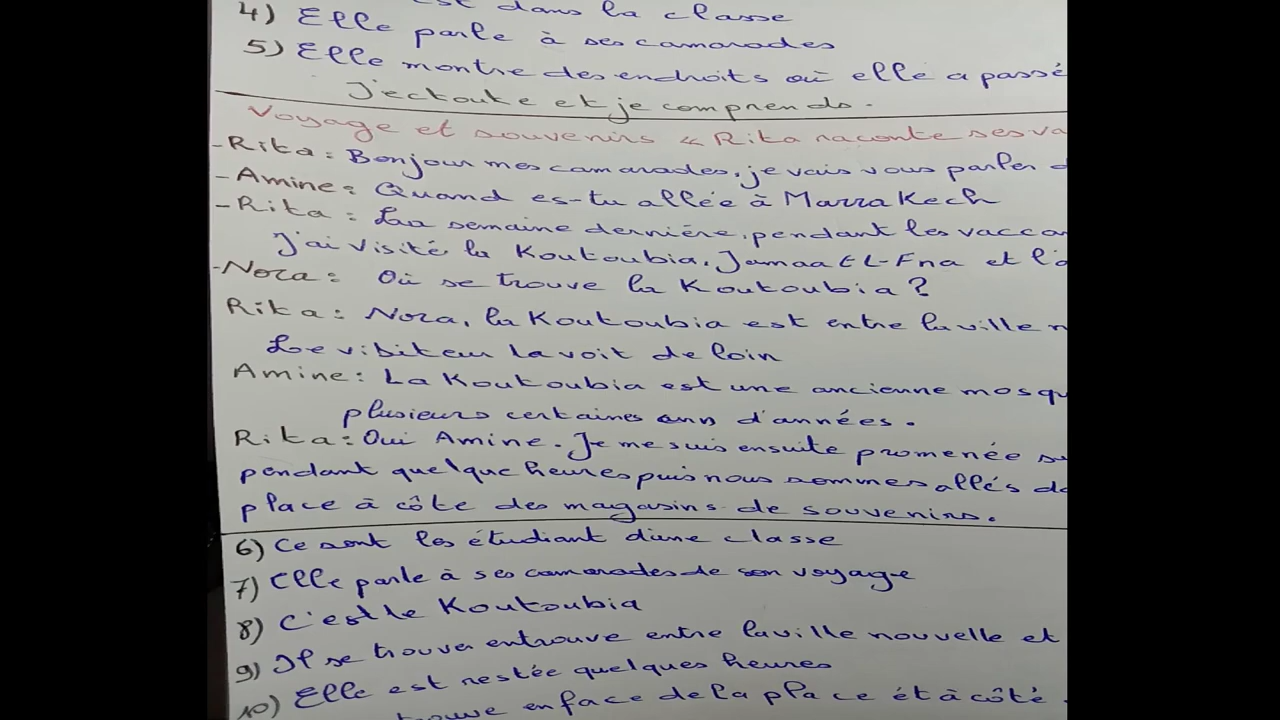 est dans la classe
4) Elle parle à ses camarades
5) Elle montre des endroits où elle a passé
J'ectoute et je comprends.
Voyage et souvenirs « Rita raconte ses va
-Rita: Bonjour mes camarades, je vais vous parler d
-Amine: Quand es-tu allée à Marrakech
-Rita: La semaine dernière, pendant les vacca
J'ai visité la Koutoubia, Jamaa EL-Fna et l'o
-Nora: Où se trouve la Koutoubia?
Rita: Nora, la Koutoubia est entre la ville n
Le visiteur la voit de loin
Amine: La Koutoubia est une ancienne mosqu
plusieurs certaines ann d'années.
Rita: Oui Amine. Je me suis ensuite promenée su
pendant quelque heures puis nous sommes allés da
place à côte des magasins de souvenirs.
6) Ce sont les étudiant d'une classe
7) Elle parle à ses camarades de son voyage
8) C'est le Koutoubia
9) Il se trouver entrouve entre la ville nouvelle et
10) Elle est restée quelques heures
trouve en face de la place et à côté